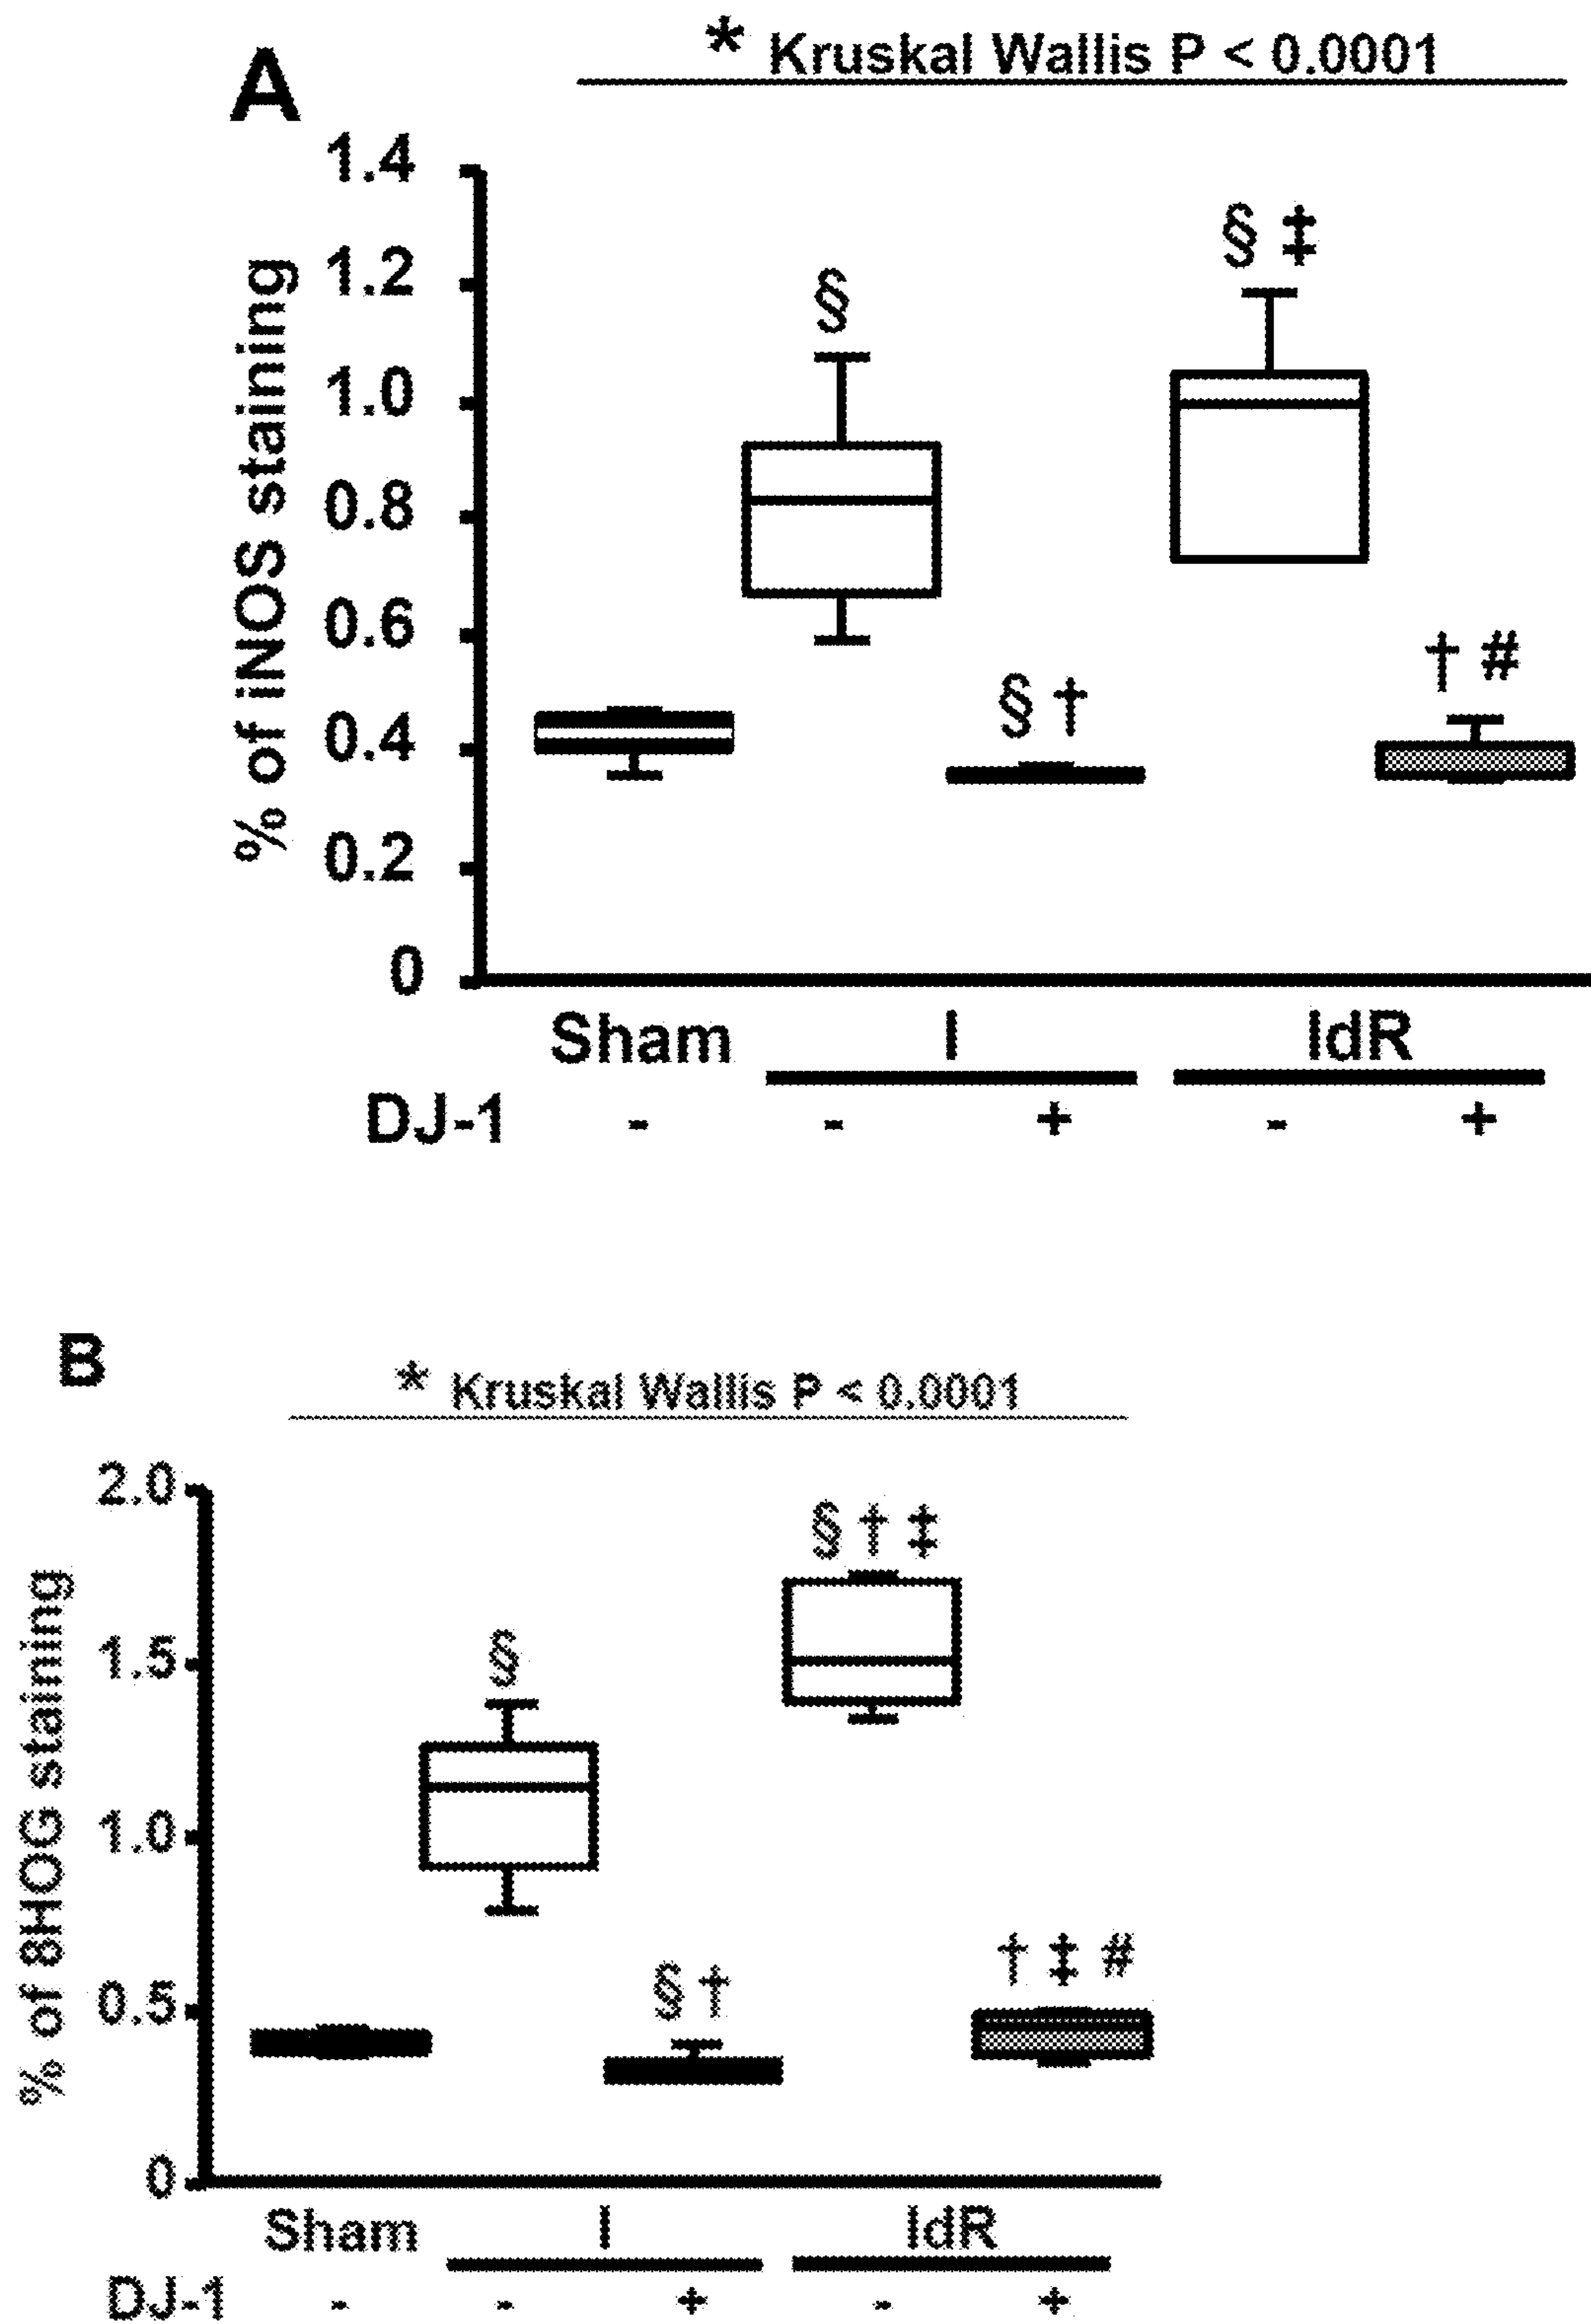 A
* Kruskal Wallis P < 0.0001
% of iNOS staining
1.4
1.2
1.0
0.8
0.6
0.4
0.2
0
§
§ †
§ ‡
† #
Sham I IdR
DJ-1 - - + - +
B
* Kruskal Wallis P < 0.0001
% of 8HOG staining
2.0
1.5
1.0
0.5
0
§
§ †
§ † ‡
† ‡ #
Sham I IdR
DJ-1 - - + - +